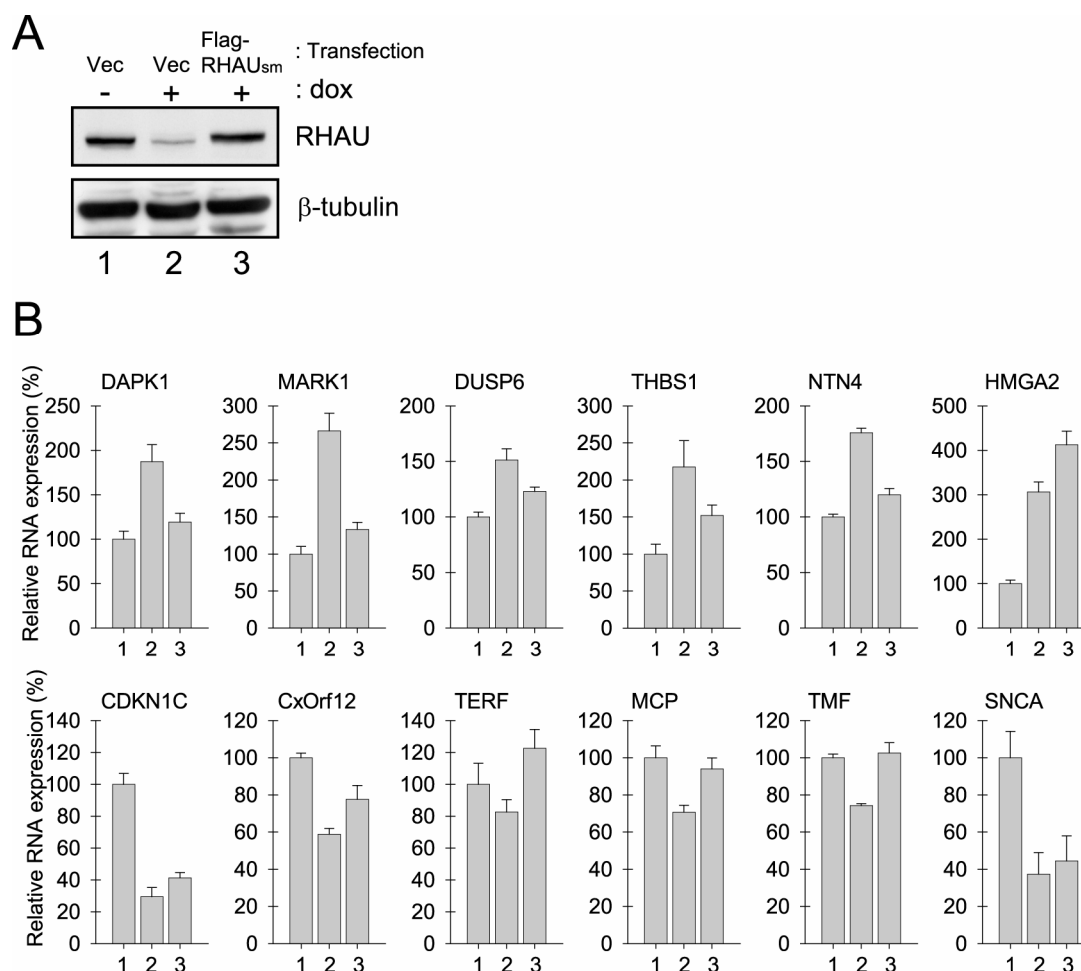 A
Flag-
Vec Vec RHAUsm : Transfection
- + + : dox
RHAU
β-tubulin
1 2 3
B
DAPK1 MARK1 DUSP6 THBS1 NTN4 HMGA2
Relative RNA expression (%)
250 200 150 100 50 0
300 250 200 150 100 50 0
200 150 100 50 0
300 250 200 150 100 50 0
200 150 100 50 0
500 400 300 200 100 0
1 2 3 1 2 3 1 2 3 1 2 3 1 2 3 1 2 3
CDKN1C CxOrf12 TERF MCP TMF SNCA
Relative RNA expression (%)
140 120 100 80 60 40 20 0
120 100 80 60 40 20 0
140 120 100 80 60 40 20 0
120 100 80 60 40 20 0
120 100 80 60 40 20 0
120 100 80 60 40 20 0
1 2 3 1 2 3 1 2 3 1 2 3 1 2 3 1 2 3